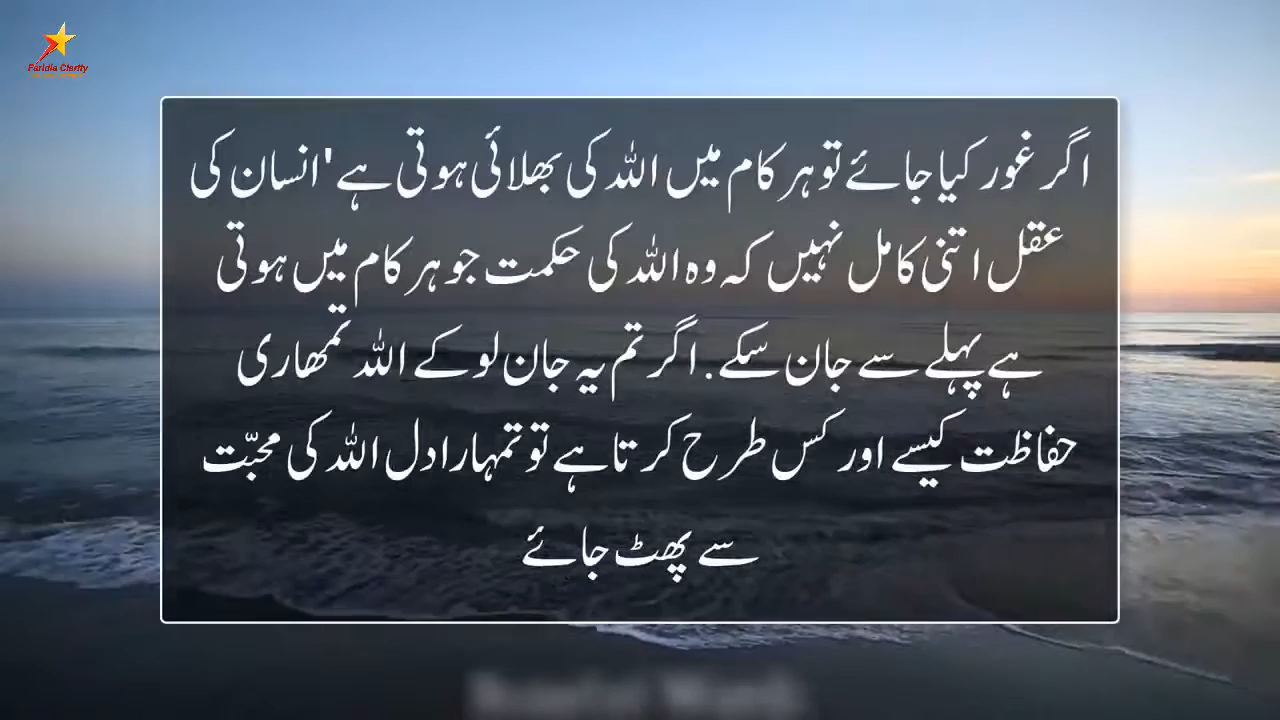 Faridia Clarity
اگر غور کیا جائے تو ہر کام میں اللہ کی بھلائی ہوتی ہے 'انسان کی
عقل اتنی کامل نہیں کہ وہ اللہ کی حکمت جو ہر کام میں ہوتی
ہے پہلے سے جان سکے. اگر تم یہ جان لو کے اللہ تمھاری
حفاظت کیسے اور کس طرح کرتا ہے تو تمہارا دل اللہ کی محبّت
سے پھٹ جائے